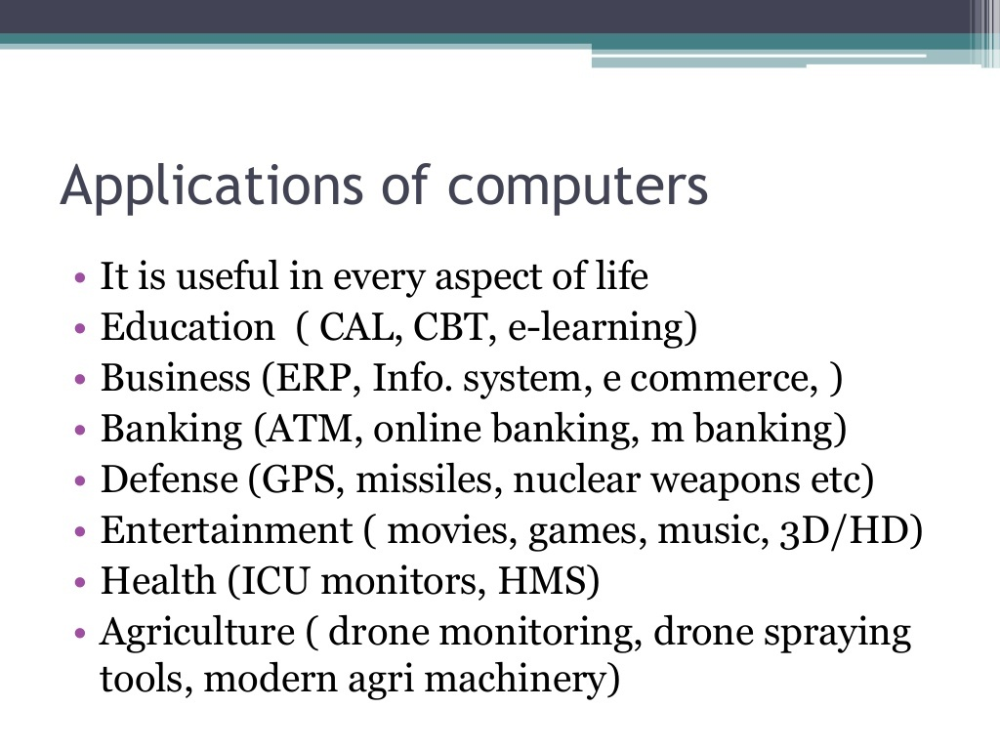 Applications of computers
• It is useful in every aspect of life
• Education  ( CAL, CBT, e-learning)
• Business (ERP, Info. system, e commerce, )
• Banking (ATM, online banking, m banking)
• Defense (GPS, missiles, nuclear weapons etc)
• Entertainment ( movies, games, music, 3D/HD)
• Health (ICU monitors, HMS)
• Agriculture ( drone monitoring, drone spraying
tools, modern agri machinery)